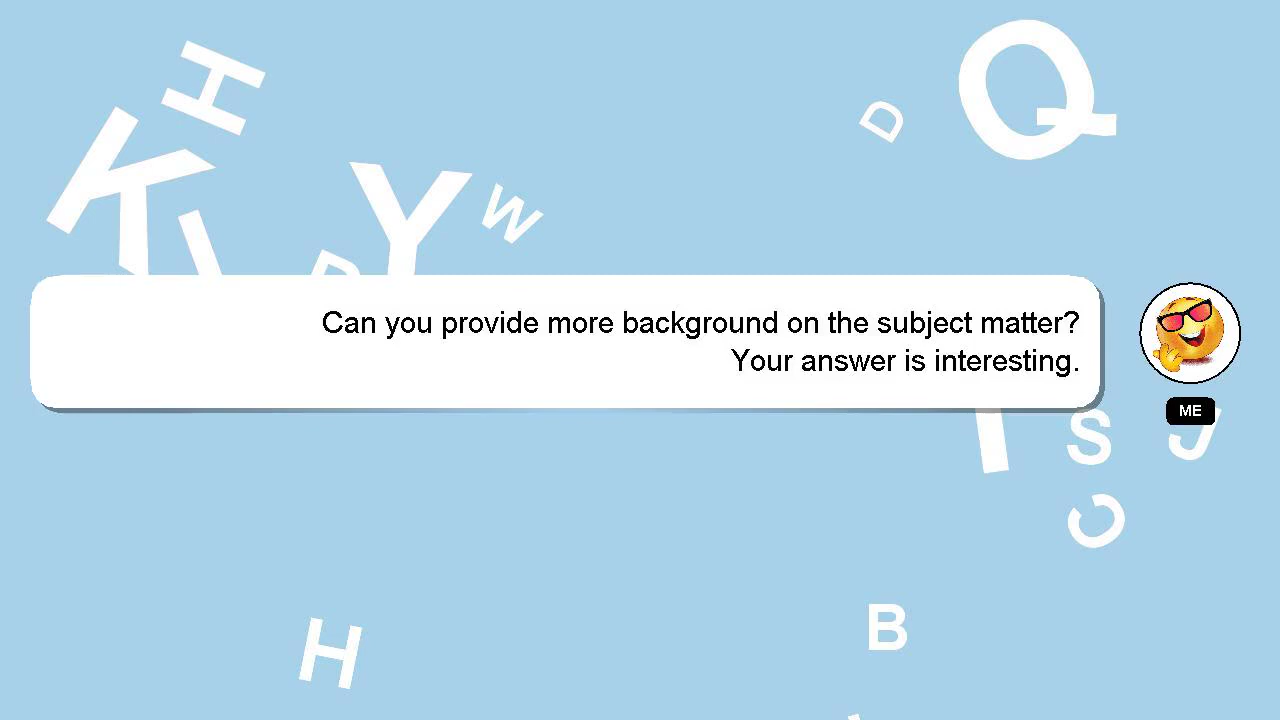 H
Q
D
K
Y
W
Can you provide more background on the subject matter?
Your answer is interesting.
ME
S
J
C
B
H